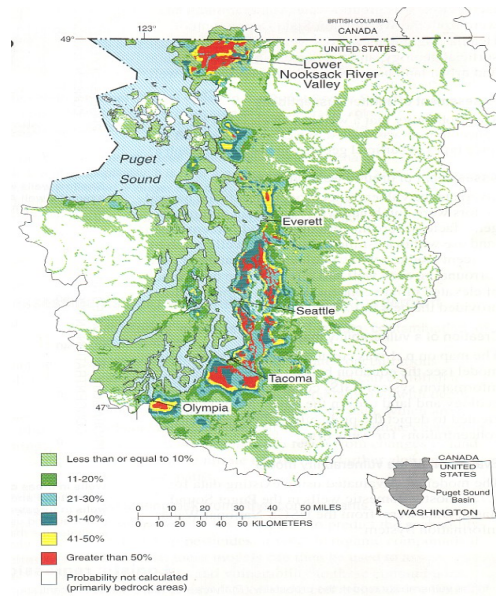 BRITISH COLUMBIA
CANADA
123°
49°
UNITED STATES
Lower
Nooksack River
Valley
Puget
Sound
Everett
Seattle
Tacoma
47°
Olympia
Less than or equal to 10%
11-20%
21-30%
31-40%
41-50%
Greater than 50%
Probability not calculated
(primarily bedrock areas)
0 10 20 30 40 50 MILES
0 10 20 30 40 50 KILOMETERS
CANADA
UNITED STATES
Puget Sound
Basin
WASHINGTON